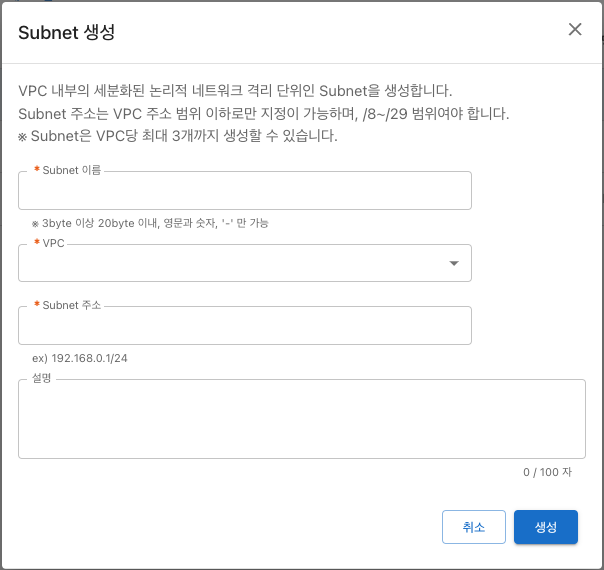 Subnet 생성
VPC 내부의 세분화된 논리적 네트워크 격리 단위인 Subnet을 생성합니다.
Subnet 주소는 VPC 주소 범위 이하로만 지정이 가능하며, /8~/29 범위여야 합니다.
※ Subnet은 VPC당 최대 3개까지 생성할 수 있습니다.
* Subnet 이름
※ 3byte 이상 20byte 이내, 영문과 숫자, '-' 만 가능
* VPC
* Subnet 주소
ex) 192.168.0.1/24
설명
0 / 100 자
취소
생성